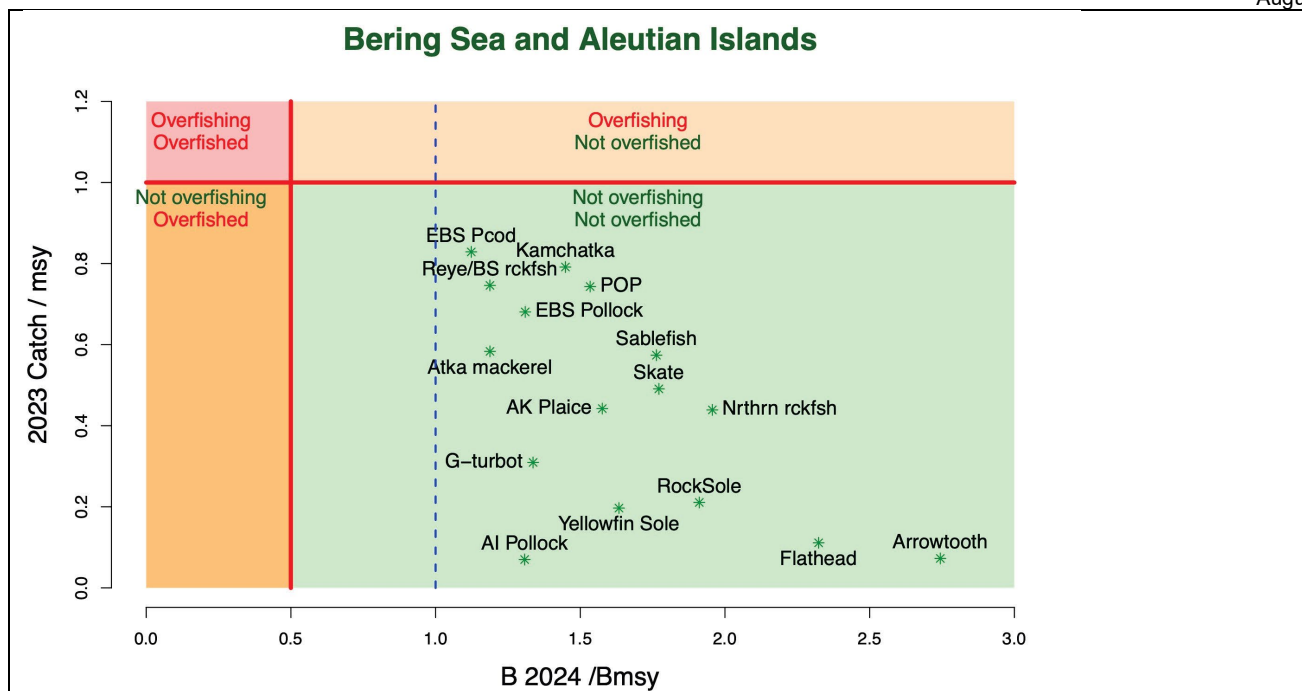 Augu
Bering Sea and Aleutian Islands
1.2
Overfishing
Overfished
Overfishing
Not overfished
1.0
Not overfishing
Overfished
Not overfishing
Not overfished
EBS Pcod
Kamchatka
0.8
Reye/BS rckfsh
POP
EBS Pollock
2023 Catch / msy
0.6
Sablefish
Atka mackerel
Skate
0.4
AK Plaice
Nrthrn rckfsh
G−turbot
RockSole
0.2
Yellowfin Sole
AI Pollock
Arrowtooth
Flathead
0.0
0.0 0.5 1.0 1.5 2.0 2.5 3.0
B 2024 /Bmsy